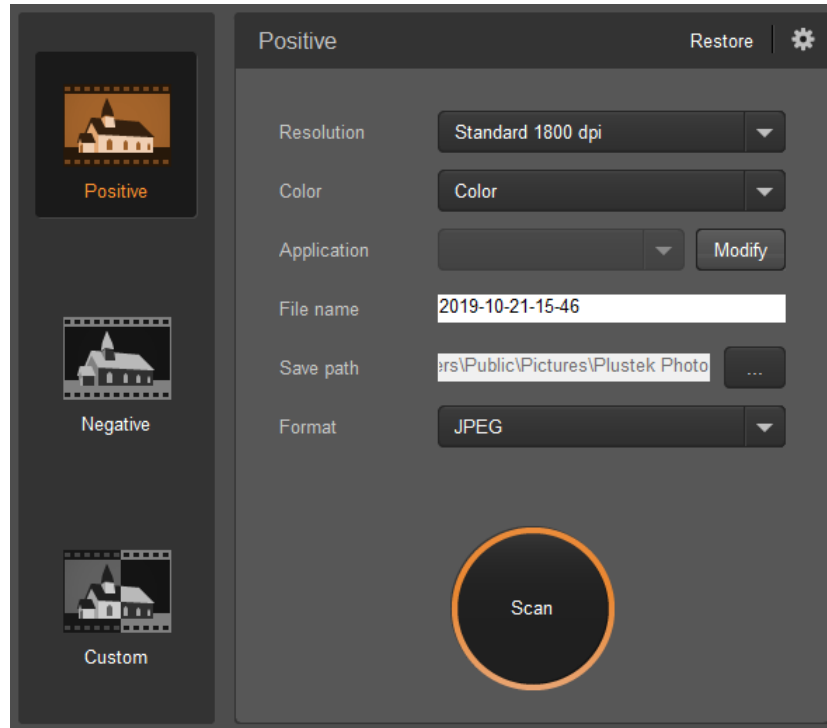 Positive
Negative
Custom
Positive Restore
Resolution Standard 1800 dpi
Color Color
Application Modify
File name 2019-10-21-15-46
Save path ers\Public\Pictures\Plustek Photo ...
Format JPEG
Scan